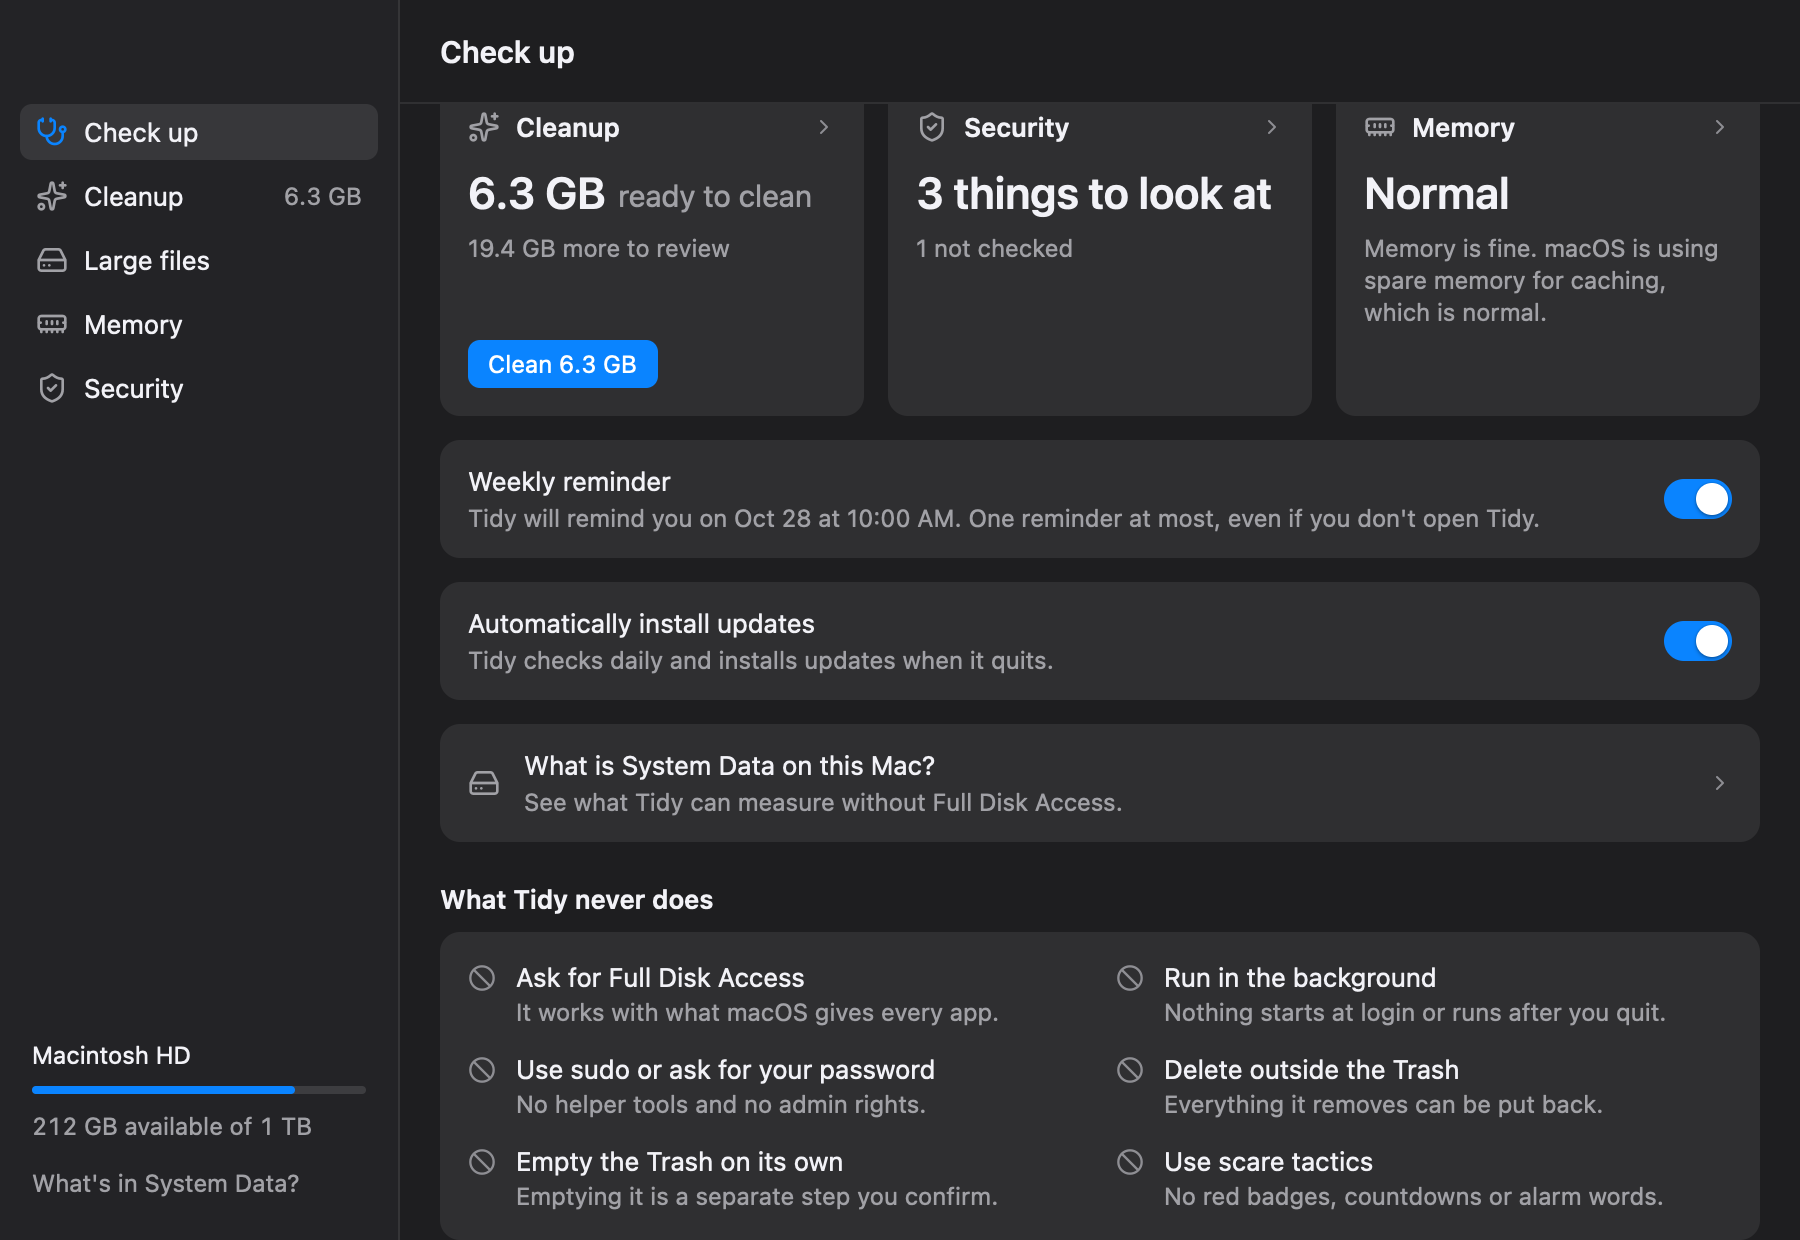 Check up
Cleanup 6.3 GB
Large files
Memory
Security
Macintosh HD
212 GB available of 1 TB
What's in System Data?
Check up
Cleanup
6.3 GB ready to clean
19.4 GB more to review
Clean 6.3 GB
Security
3 things to look at
1 not checked
Memory
Normal
Memory is fine. macOS is using
spare memory for caching,
which is normal.
Weekly reminder
Tidy will remind you on Oct 28 at 10:00 AM. One reminder at most, even if you don't open Tidy.
Automatically install updates
Tidy checks daily and installs updates when it quits.
What is System Data on this Mac?
See what Tidy can measure without Full Disk Access.
What Tidy never does
Ask for Full Disk Access
It works with what macOS gives every app.
Run in the background
Nothing starts at login or runs after you quit.
Use sudo or ask for your password
No helper tools and no admin rights.
Delete outside the Trash
Everything it removes can be put back.
Empty the Trash on its own
Emptying it is a separate step you confirm.
Use scare tactics
No red badges, countdowns or alarm words.